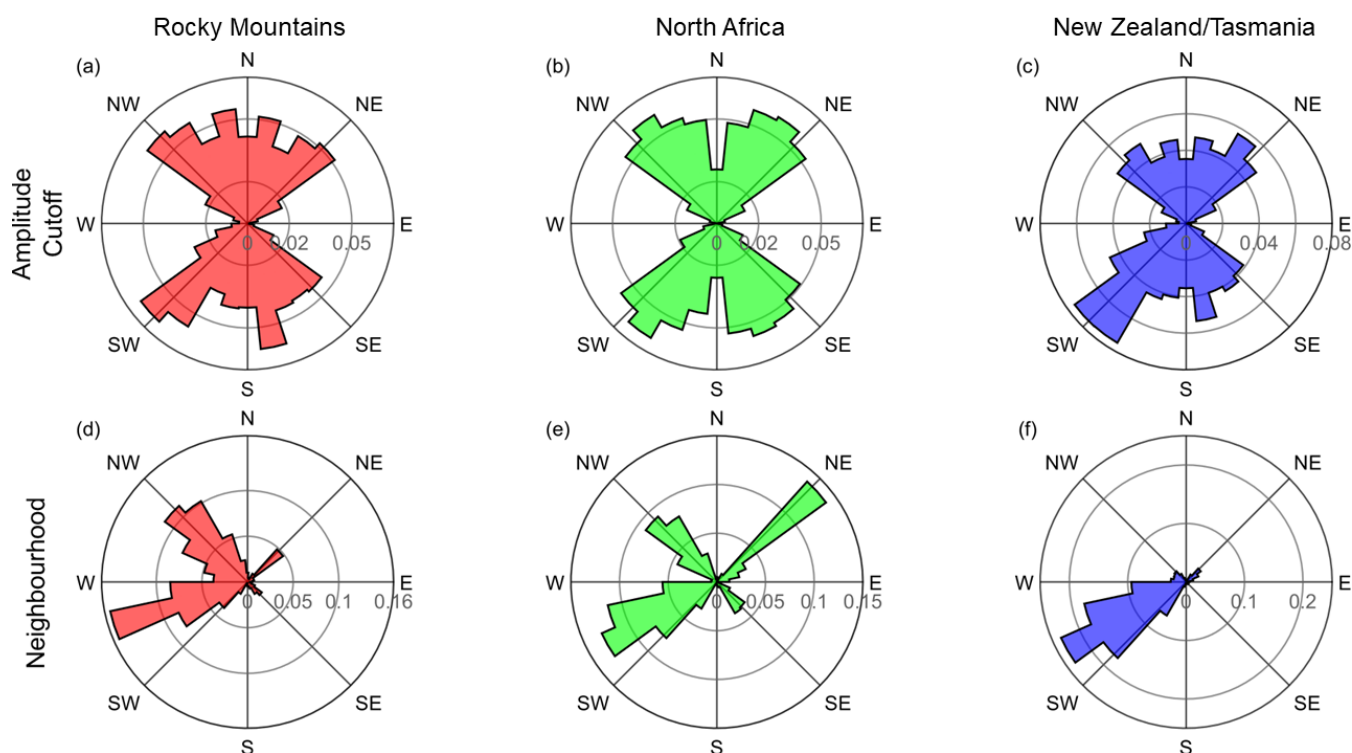 Rocky Mountains
North Africa
New Zealand/Tasmania
Amplitude
Cutoff
(a)
N
NW
NE
W
E
0
0.02
0.05
SW
SE
S
(b)
N
NW
NE
W
E
0
0.02
0.05
SW
SE
S
(c)
N
NW
NE
W
E
0
0.04
0.08
SW
SE
S
Neighbourhood
(d)
N
NW
NE
W
E
0
0.05
0.1
0.16
SW
SE
S
(e)
N
NW
NE
W
E
0
0.05
0.1
0.15
SW
SE
S
(f)
N
NW
NE
W
E
0
0.1
0.2
SW
SE
S